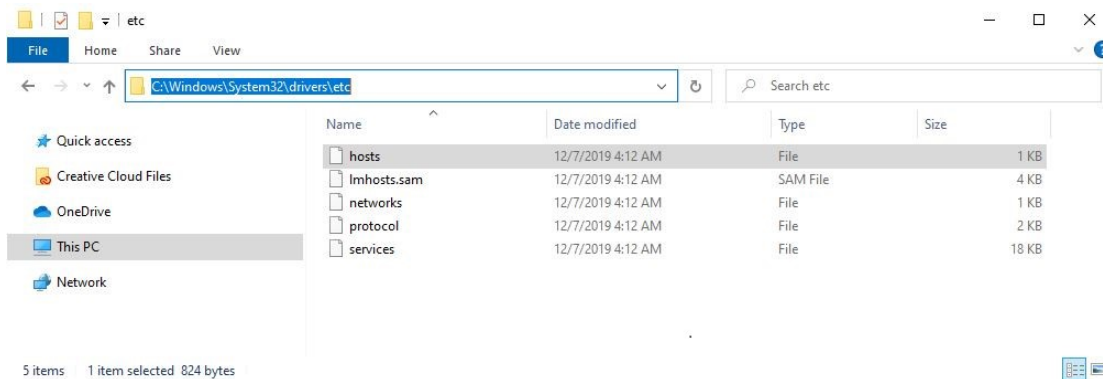 etc
File Home Share View
C:\Windows\System32\drivers\etc Search etc
Quick access
Creative Cloud Files
OneDrive
This PC
Network
Name Date modified Type Size
hosts 12/7/2019 4:12 AM File 1 KB
lmhosts.sam 12/7/2019 4:12 AM SAM File 4 KB
networks 12/7/2019 4:12 AM File 1 KB
protocol 12/7/2019 4:12 AM File 2 KB
services 12/7/2019 4:12 AM File 18 KB
5 items 1 item selected 824 bytes